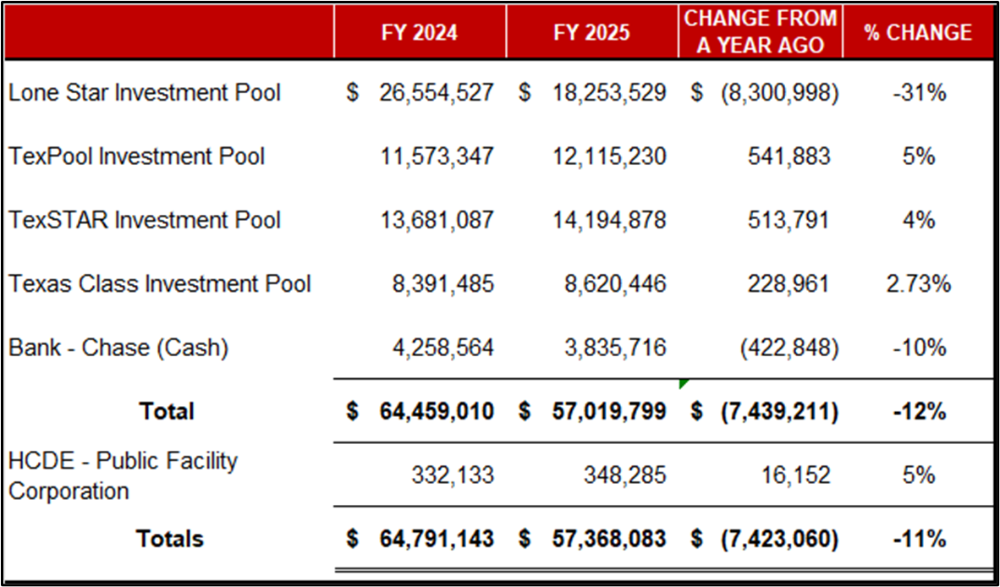 FY 2024 FY 2025 CHANGE FROM A YEAR AGO % CHANGE
Lone Star Investment Pool $ 26,554,527 $ 18,253,529 $ (8,300,998) -31%
TexPool Investment Pool 11,573,347 12,115,230 541,883 5%
TexSTAR Investment Pool 13,681,087 14,194,878 513,791 4%
Texas Class Investment Pool 8,391,485 8,620,446 228,961 2.73%
Bank - Chase (Cash) 4,258,564 3,835,716 (422,848) -10%
Total $ 64,459,010 $ 57,019,799 $ (7,439,211) -12%
HCDE - Public Facility
Corporation 332,133 348,285 16,152 5%
Totals $ 64,791,143 $ 57,368,083 $ (7,423,060) -11%